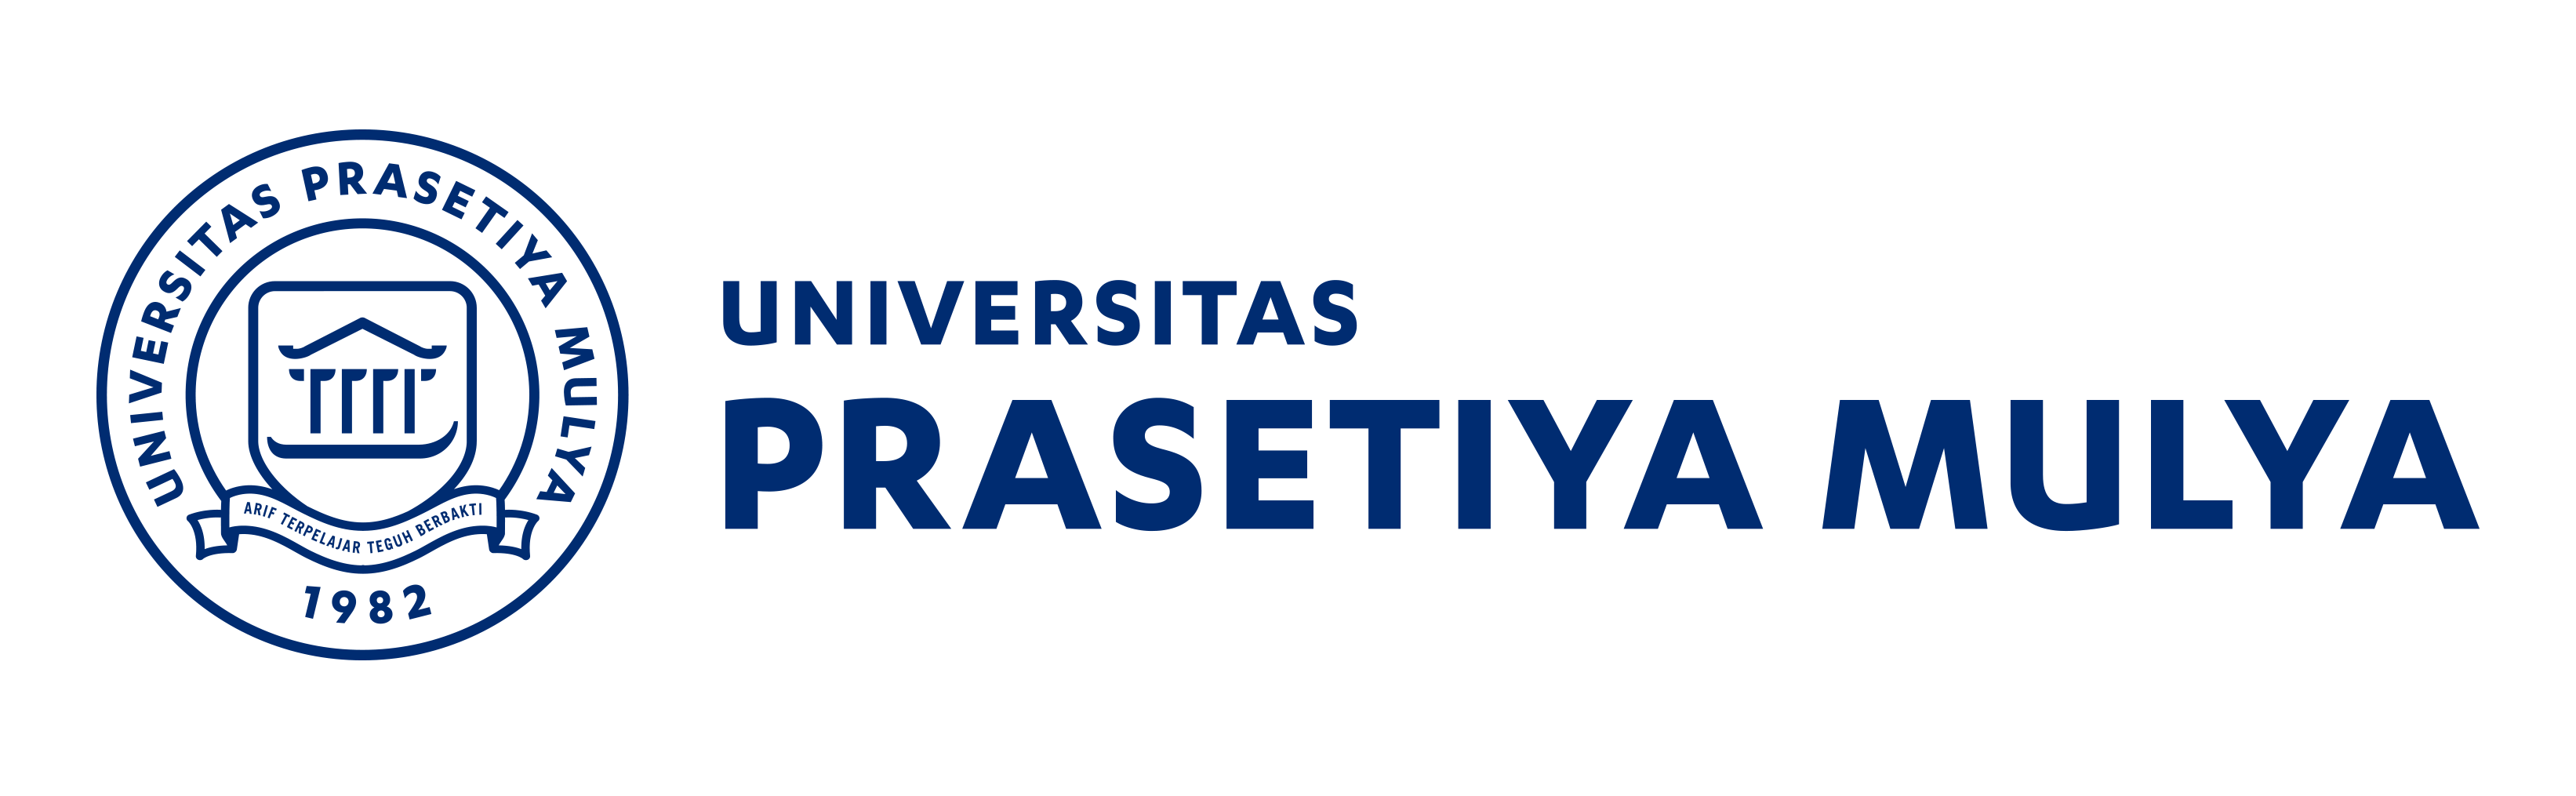 UNIVERSITAS PRASETIYA MULYA
ARIF TERPELAJAR TEGUH BERBAKTI
1982
UNIVERSITAS
PRASETIYA MULYA